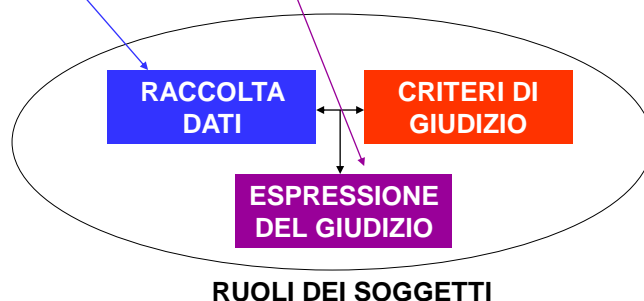 RACCOLTA
DATI
CRITERI DI
GIUDIZIO
ESPRESSIONE
DEL GIUDIZIO
RUOLI DEI SOGGETTI